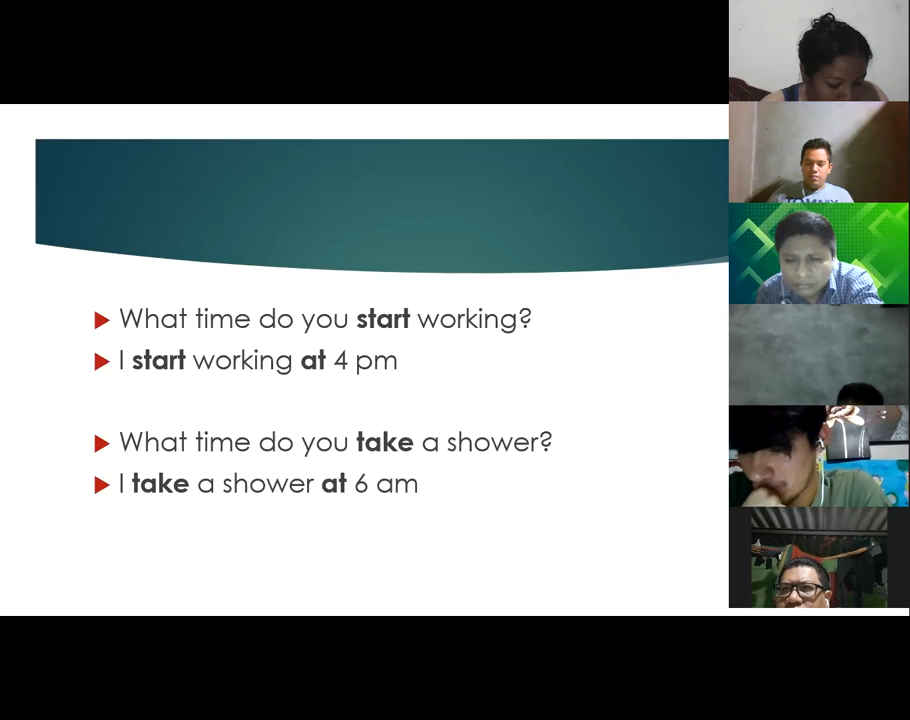 What time do you start working?
I start working at 4 pm
What time do you take a shower?
I take a shower at 6 am